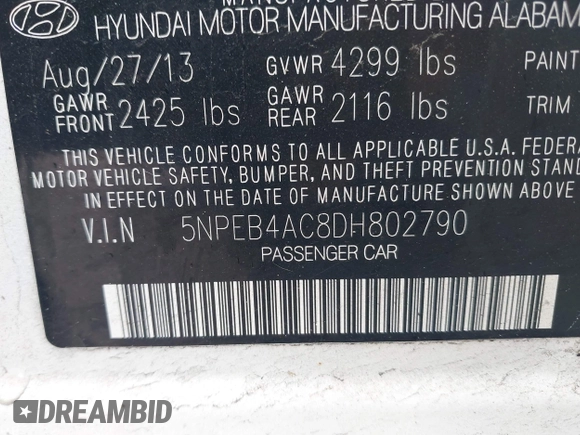 HYUNDAI MOTOR MANUFACTURING ALABAM
Aug/27/13 GVWR 4299 lbs PAINT
GAWR FRONT 2425 lbs GAWR REAR 2116 lbs TRIM
THIS VEHICLE CONFORMS TO ALL APPLICABLE U.S.A. FEDERA
MOTOR VEHICLE SAFETY, BUMPER, AND THEFT PREVENTION STAND
IN EFFECT ON THE DATE OF MANUFACTURE SHOWN ABOVE.
V.I.N 5NPEB4AC8DH802790
PASSENGER CAR
DREAMBID
DREAMBID.COM